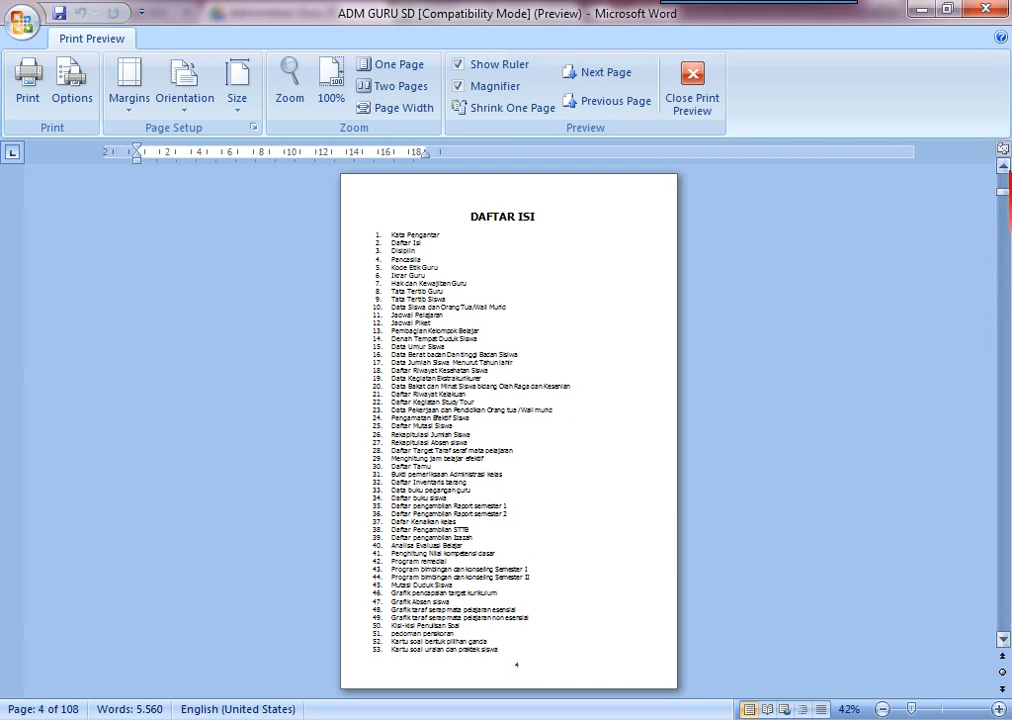 ADM GURU SD [Compatibility Mode] (Preview) - Microsoft Word
Print Preview
Print
Options
Margins
Orientation
Size
Zoom
100%
One Page
Two Pages
Page Width
Show Ruler
Magnifier
Shrink One Page
Next Page
Previous Page
Close Print
Preview
Print
Page Setup
Zoom
Preview
2 2 4 6 8 10 12 14 16 18
DAFTAR ISI
1. Kata Pengantar
2. Daftar Isi
3. Disiplin
4. Pancasila
5. Kode Etik Guru
6. Ikrar Guru
7. Hak dan Kewajiban Guru
8. Tata Tertib Guru
9. Tata Tertib Siswa
10. Data Siswa dan Orang Tua/Wali Murid
11. Jadwal Pelajaran
12. Jadwal Piket
13. Pembagian Kelompok Belajar
14. Denah Tempat Duduk Siswa
15. Data Umur Siswa
16. Data Berat badan Dan tinggi Badan Siswa
17. Data Jumlah Siswa Menurut Tahun lahir
18. Daftar Riwayat Kesehatan Siswa
19. Data Kegiatan Ekstrakurikurer
20. Data Bakat dan Minat Siswa bidang Olah Raga dan Kesenian
21. Daftar Riwayat Kelakuan
22. Daftar Kegiatan Study Tour
23. Data Pekerjaan dan Pendidikan Orang tua /Wali murid
24. Pengamatan Efektif Siswa
25. Daftar Mutasi Siswa
26. Rekapitulasi Jumlah Siswa
27. Rekapitulasi Absen siswa
28. Daftar Target Taraf seraf mata pelajaran
29. Menghitung jam belajar efektif
30. Daftar Tamu
31. Bukti pemeriksaan Administrasi kelas
32. Daftar Inventaris barang
33. Data buku pegangan guru
34. Daftar buku siswa
35. Daftar pengambilan Raport semester 1
36. Daftar Pengambilan Raport semester 2
37. Dafar Kenaikan kelas
38. Daftar Pengambilan STTB
39. Daftar pengambilan Izazah
40. Analisa Evaluasi Belajar
41. Penghitung Nilai kompetensi dasar
42. Program remedial
43. Program bimbingan dan konseling Semester I
44. Program bimbingan dan konseling Semester II
45. Mutasi Duduk Siswa
46. Grafik pencapaian target kurikulum
47. Grafik Absen siswa
48. Grafik taraf serap mata pelajaran esensial
49. Grafik taraf serap mata pelajaran non esensial
50. Kisi-kisi Penulisan Soal
51. pedoman penskoran
52. Kartu soal bentuk pilihan ganda
53. Kartu soal uraian dan praktek siswa
4
Page: 4 of 108
Words: 5.560
English (United States)
42%